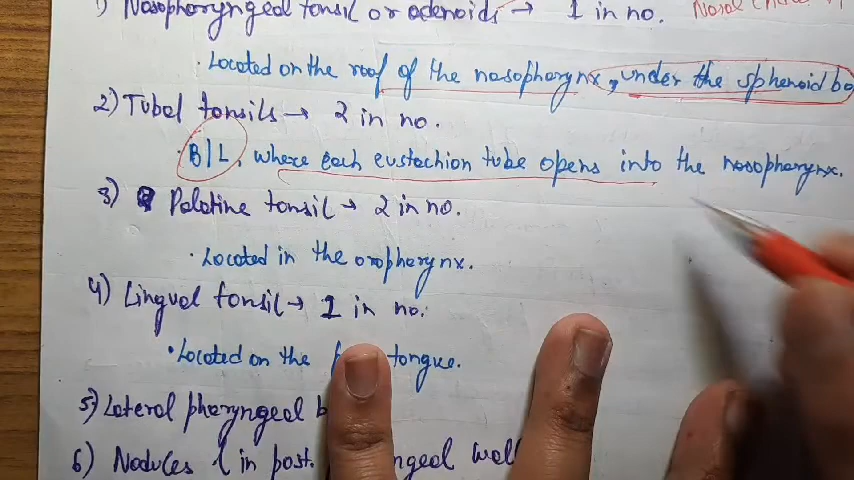 1) Nasopharyngeal tonsil or adenoids → 1 in no. Nasal
· Located on the roof of the nasopharynx, under the sphenoid bo
2) Tubal tonsils → 2 in no.
· B/L, where each eustachian tube opens into the nasopharynx.
3) Palatine tonsil → 2 in no.
· Located in the oropharynx.
4) Lingual tonsil → 1 in no.
· Located on the tongue.
5) Lateral pharyngeal b
6) Nodules in post. ngeal wall